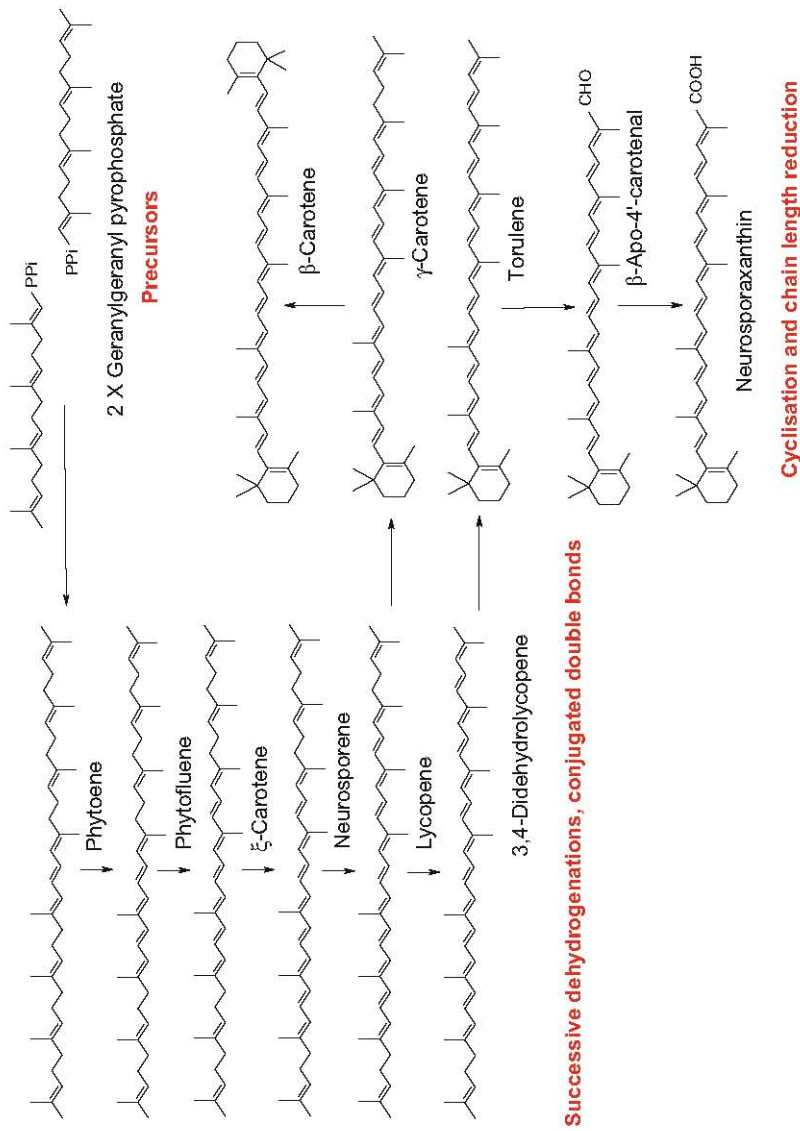 PPi
PPi
2 X Geranylgeranyl pyrophosphate
Precursors
Phytoene
Phytofluene
ξ-Carotene
Neurosporene
Lycopene
3,4-Didehydrolycopene
Successive dehydrogenations, conjugated double bonds
β-Carotene
γ-Carotene
Torulene
CHO
β-Apo-4'-carotenal
COOH
Neurosporaxanthin
Cyclisation and chain length reduction